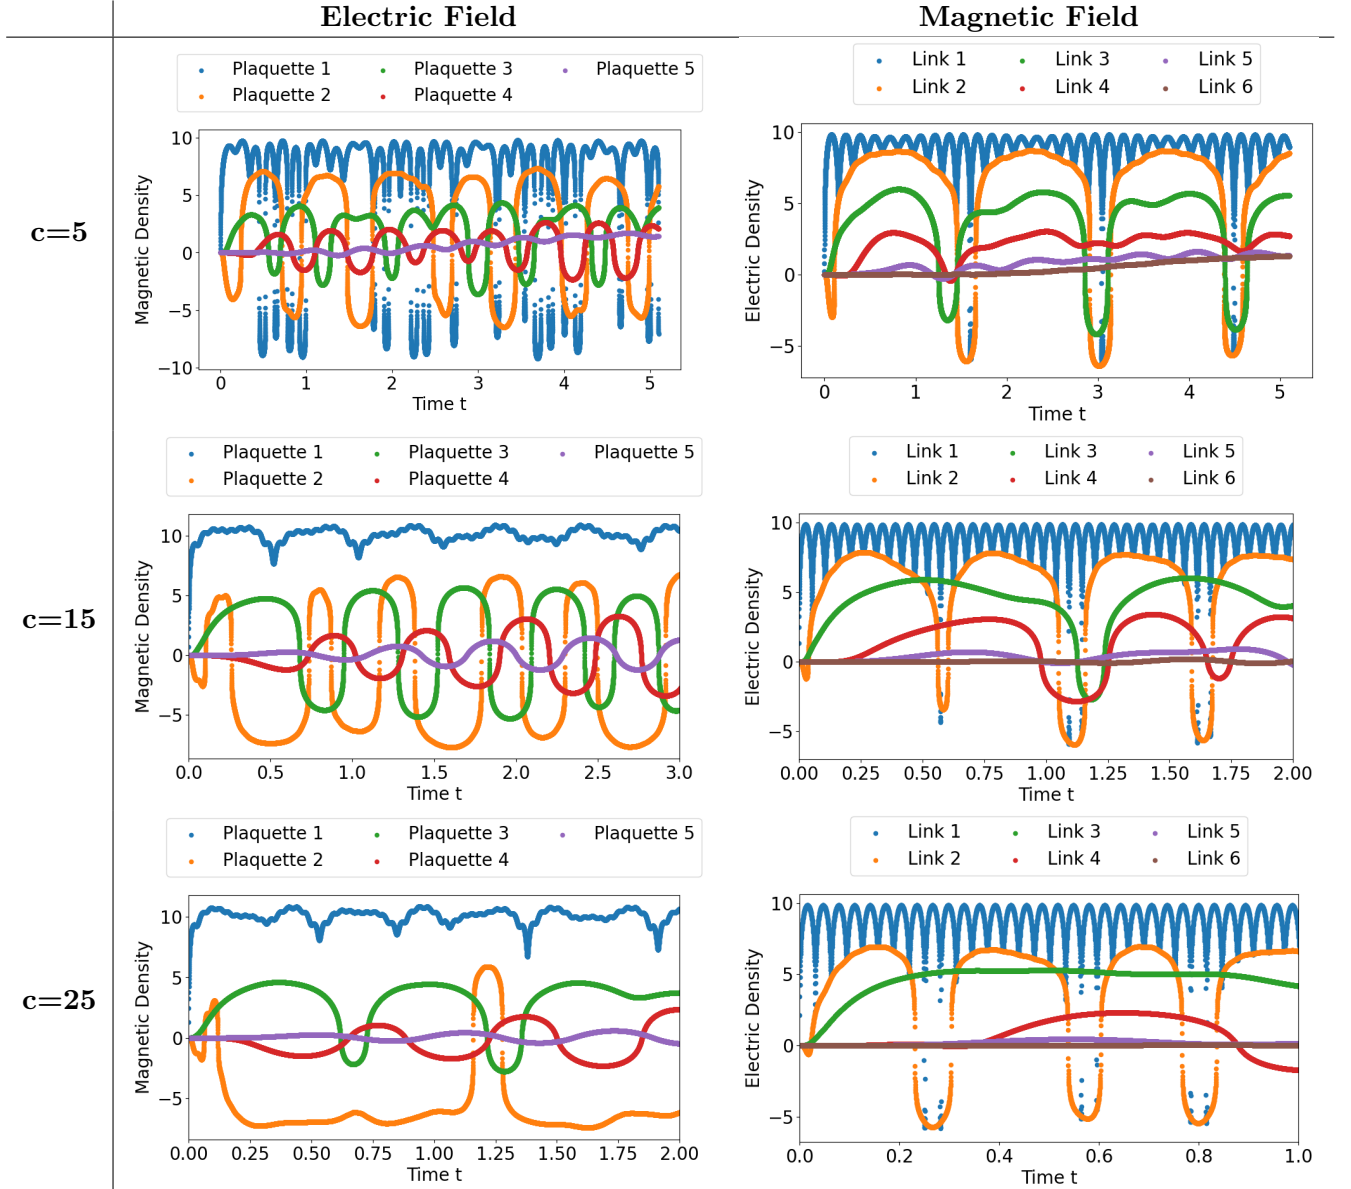 Electric Field Magnetic Field
c=5
Plaquette 1 Plaquette 3 Plaquette 5
Plaquette 2 Plaquette 4
Magnetic Density
10
5
0
−5
−10
0 1 2 3 4 5
Time t
Link 1 Link 3 Link 5
Link 2 Link 4 Link 6
Electric Density
10
5
0
−5
0 1 2 3 4 5
Time t
c=15
Plaquette 1 Plaquette 3 Plaquette 5
Plaquette 2 Plaquette 4
Magnetic Density
10
5
0
−5
0.0 0.5 1.0 1.5 2.0 2.5 3.0
Time t
Link 1 Link 3 Link 5
Link 2 Link 4 Link 6
Electric Density
10
5
0
−5
0.00 0.25 0.50 0.75 1.00 1.25 1.50 1.75 2.00
Time t
c=25
Plaquette 1 Plaquette 3 Plaquette 5
Plaquette 2 Plaquette 4
Magnetic Density
10
5
0
−5
0.00 0.25 0.50 0.75 1.00 1.25 1.50 1.75 2.00
Time t
Link 1 Link 3 Link 5
Link 2 Link 4 Link 6
Electric Density
10
5
0
−5
0.0 0.2 0.4 0.6 0.8 1.0
Time t